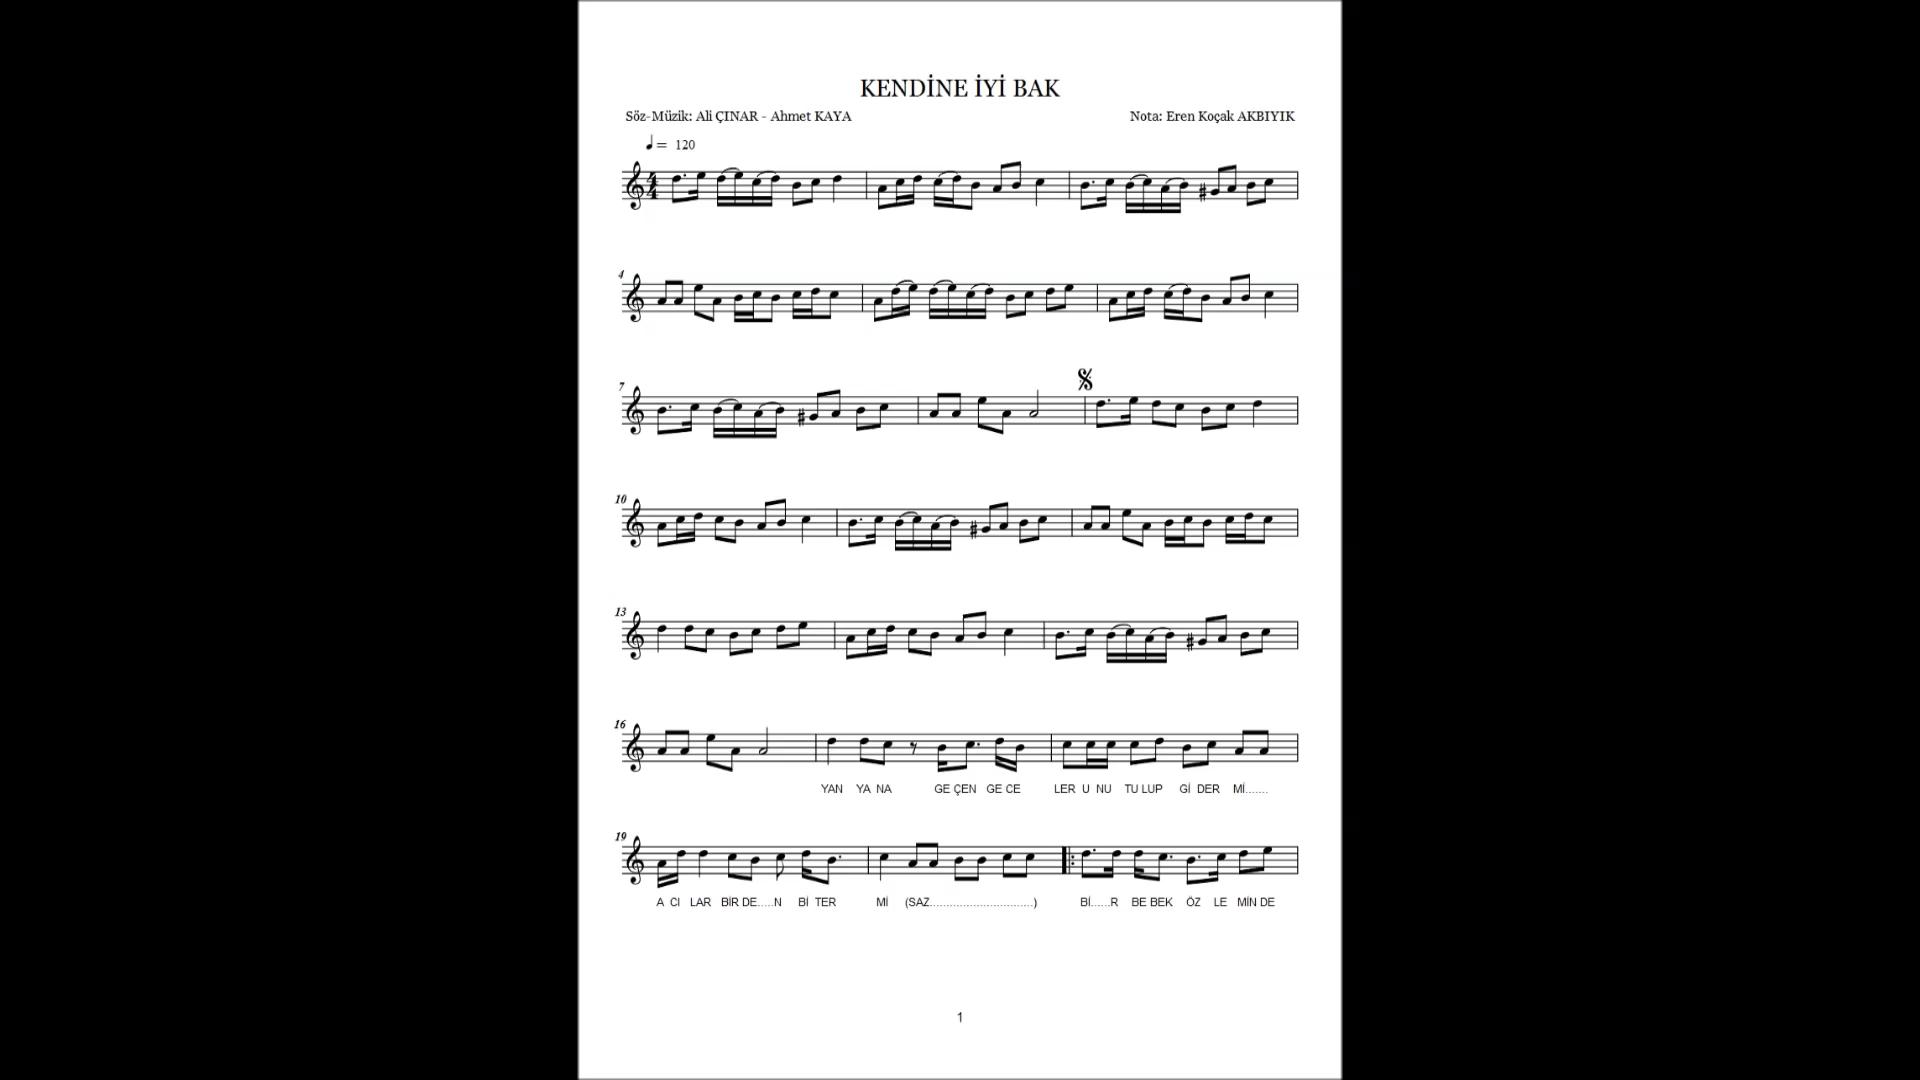 KENDİNE İYİ BAK
Söz-Müzik: Ali ÇINAR - Ahmet KAYA
Nota: Eren Koçak AKBIYIK
= 120
4
7
10
13
16
YAN YA NA GE ÇEN GE CE LER U NU TU LUP Gİ DER Mİ.......
19
A CI LAR BİR DE.....N Bİ TER Mİ (SAZ................................) Bİ......R BE BEK ÖZ LE MİN DE
1